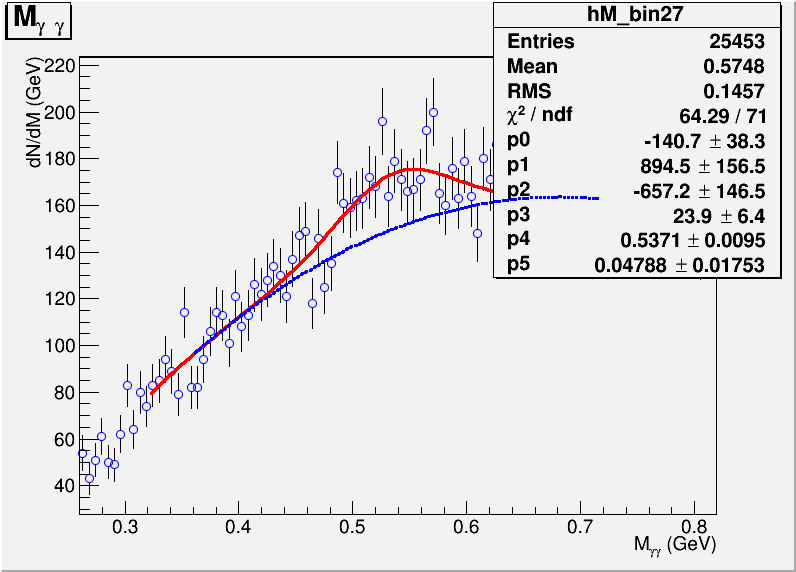 M γ γ
hM_bin27
Entries 25453
Mean 0.5748
RMS 0.1457
χ² / ndf 64.29 / 71
p0 -140.7 ± 38.3
p1 894.5 ± 156.5
p2 -657.2 ± 146.5
p3 23.9 ± 6.4
p4 0.5371 ± 0.0095
p5 0.04788 ± 0.01753
dN/dM (GeV)
220
200
180
160
140
120
100
80
60
40
0.3 0.4 0.5 0.6 0.7 0.8
Mγγ (GeV)